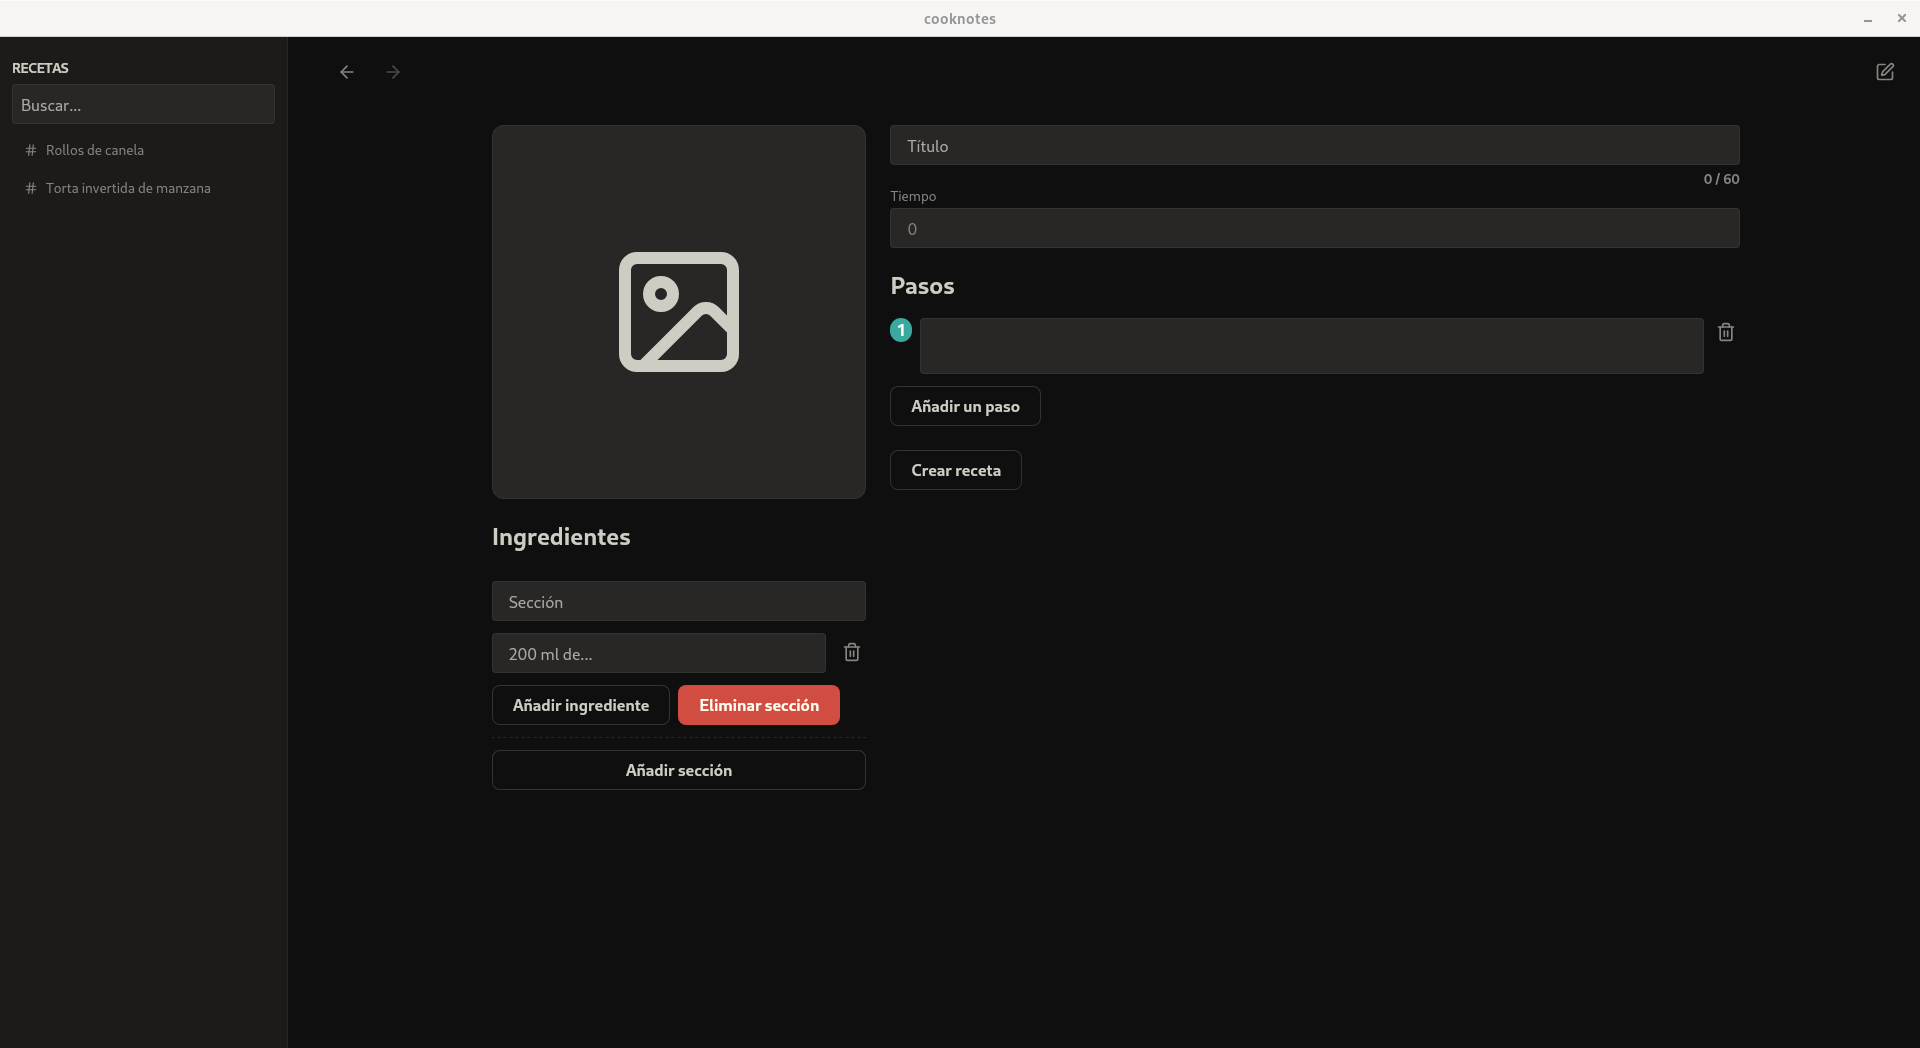 cooknotes
RECETAS
Buscar...
# Rollos de canela
# Torta invertida de manzana
Título
0 / 60
Tiempo
0
Pasos
1
Añadir un paso
Crear receta
Ingredientes
Sección
200 ml de...
Añadir ingrediente
Eliminar sección
Añadir sección